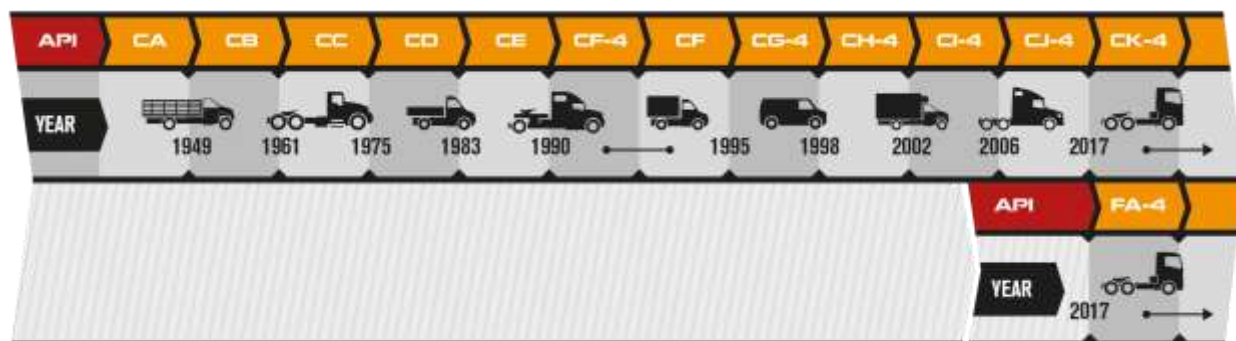 API CA CB CC CD CE CF-4 CF CG-4 CH-4 CI-4 CJ-4 CK-4
YEAR 1949 1961 1975 1983 1990 1995 1998 2002 2006 2017
API FA-4
YEAR 2017